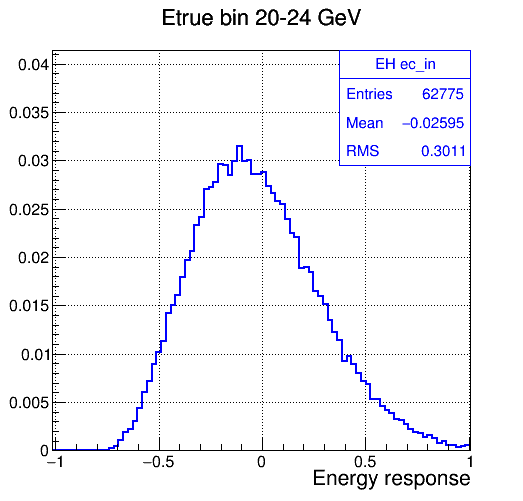 Etrue bin 20-24 GeV
EH ec_in
Entries 62775
Mean −0.02595
RMS 0.3011
0.04
0.035
0.03
0.025
0.02
0.015
0.01
0.005
0
−1 −0.5 0 0.5 1
Energy response